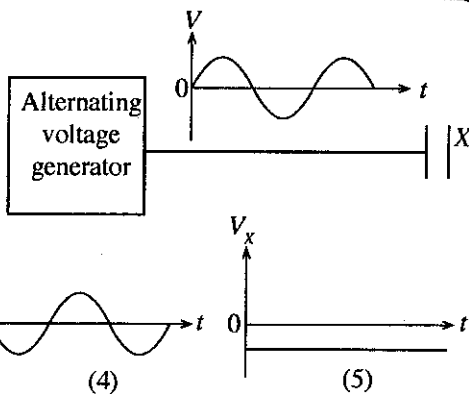 V
0
t
Alternating
voltage
generator
X
V_X
t
0
t
(4)
(5)